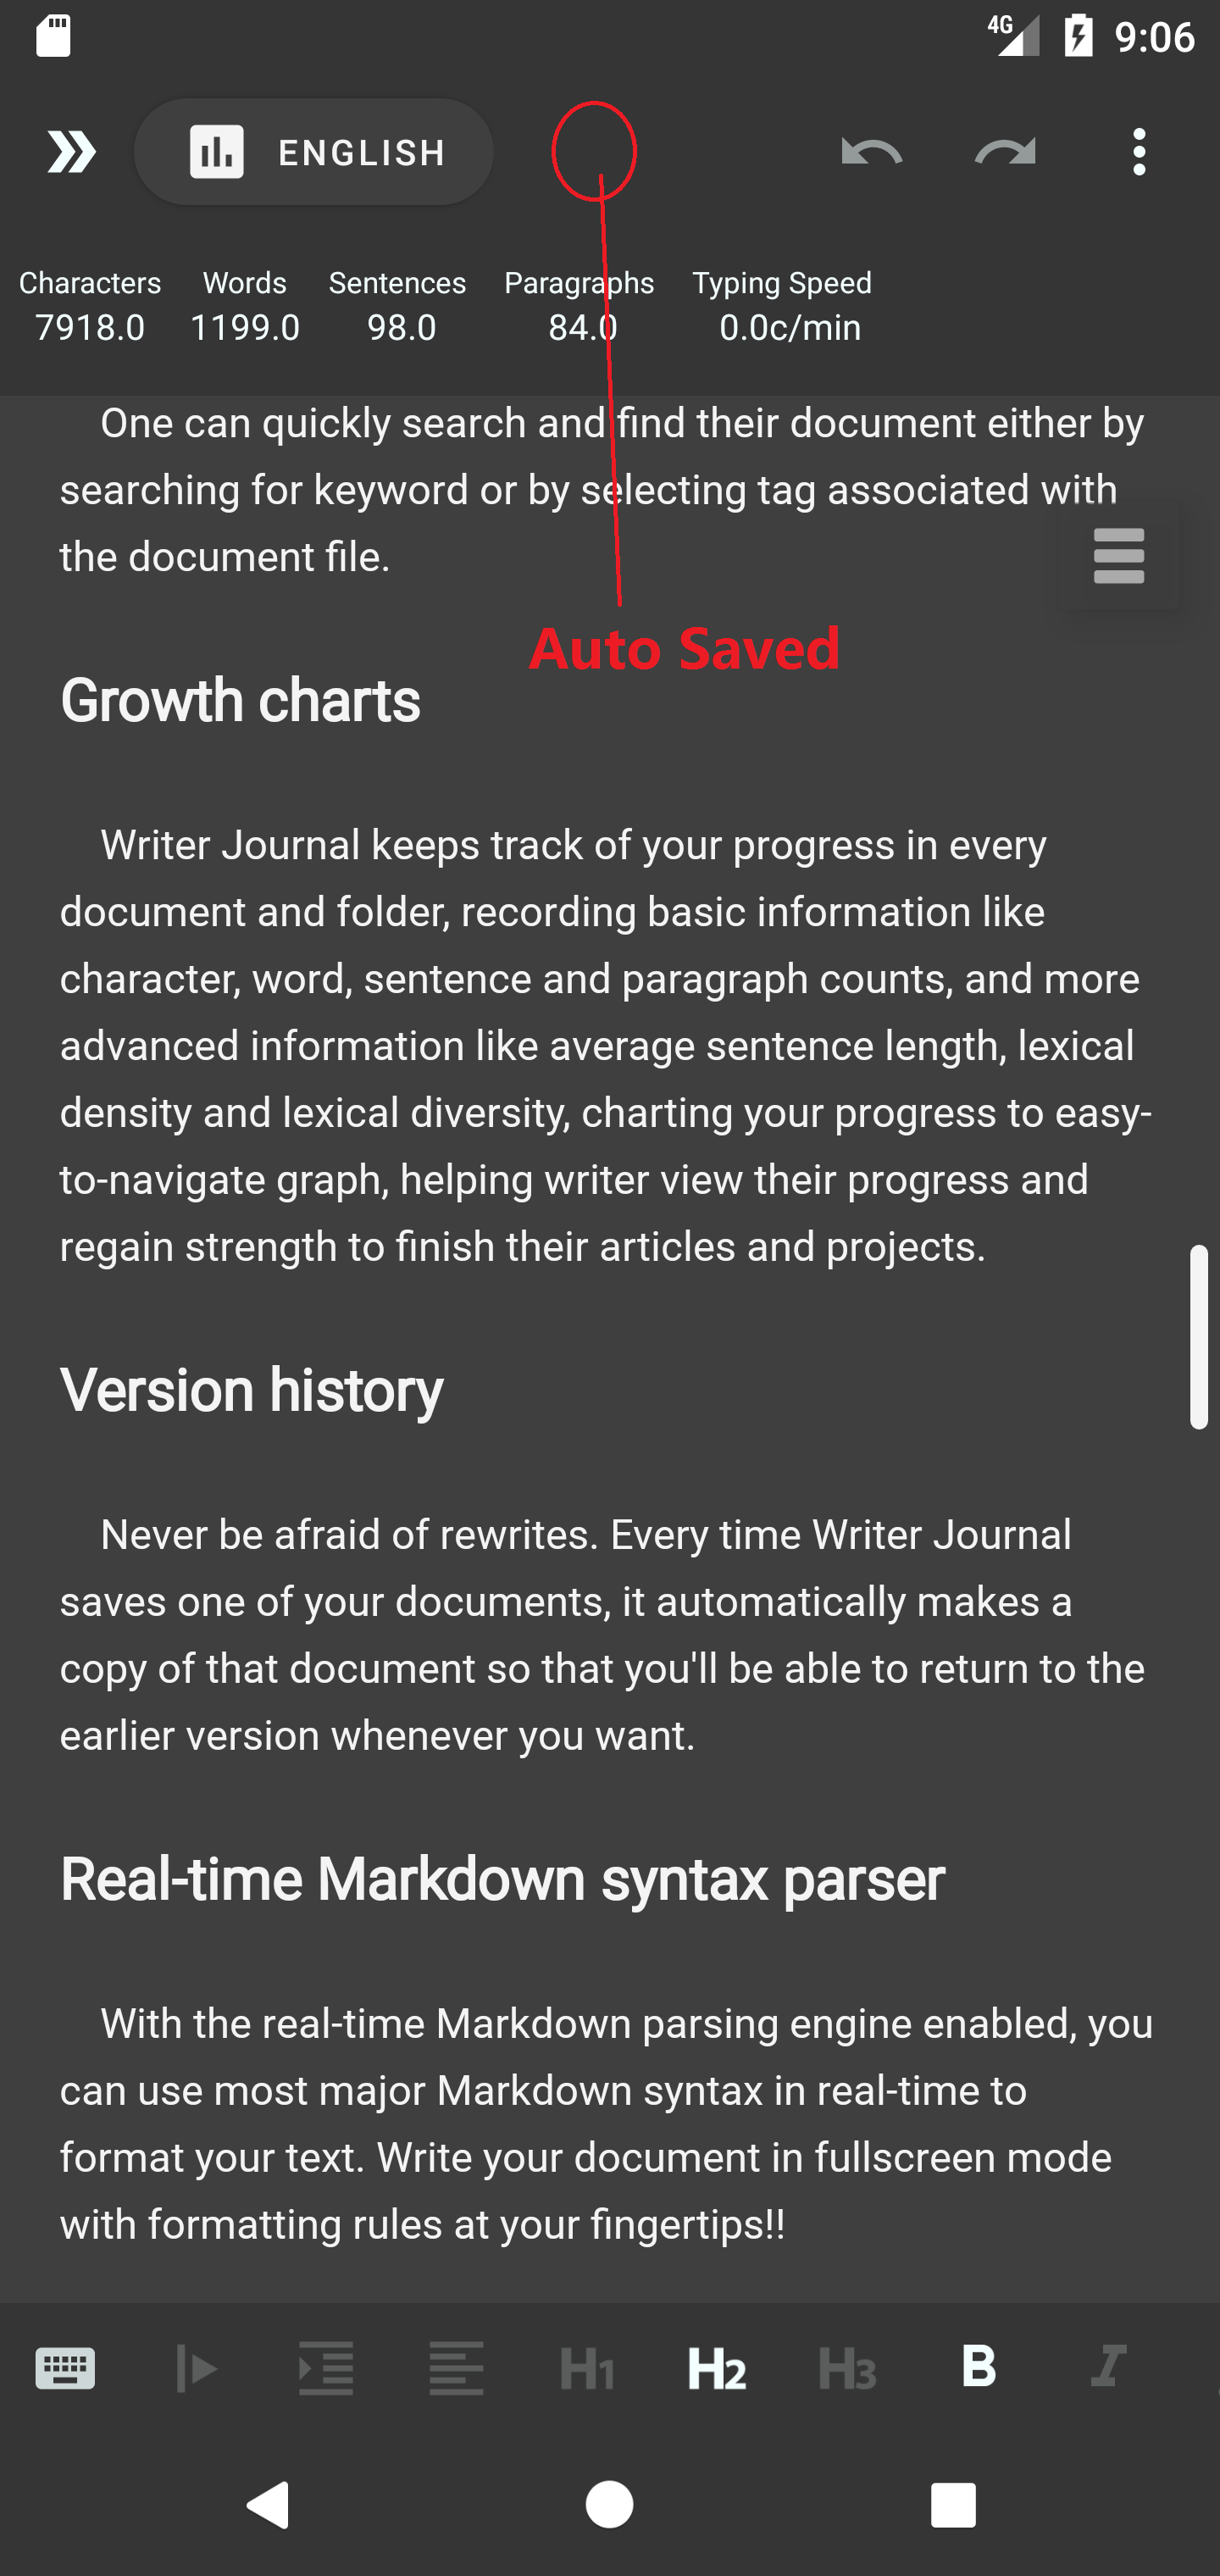 4G 9:06
ENGLISH
Characters Words Sentences Paragraphs Typing Speed
7918.0 1199.0 98.0 84.0 0.0c/min
One can quickly search and find their document either by
searching for keyword or by selecting tag associated with
the document file.
Auto Saved
Growth charts
Writer Journal keeps track of your progress in every
document and folder, recording basic information like
character, word, sentence and paragraph counts, and more
advanced information like average sentence length, lexical
density and lexical diversity, charting your progress to easy-
to-navigate graph, helping writer view their progress and
regain strength to finish their articles and projects.
Version history
Never be afraid of rewrites. Every time Writer Journal
saves one of your documents, it automatically makes a
copy of that document so that you'll be able to return to the
earlier version whenever you want.
Real-time Markdown syntax parser
With the real-time Markdown parsing engine enabled, you
can use most major Markdown syntax in real-time to
format your text. Write your document in fullscreen mode
with formatting rules at your fingertips!!
H1 H2 H3 B I